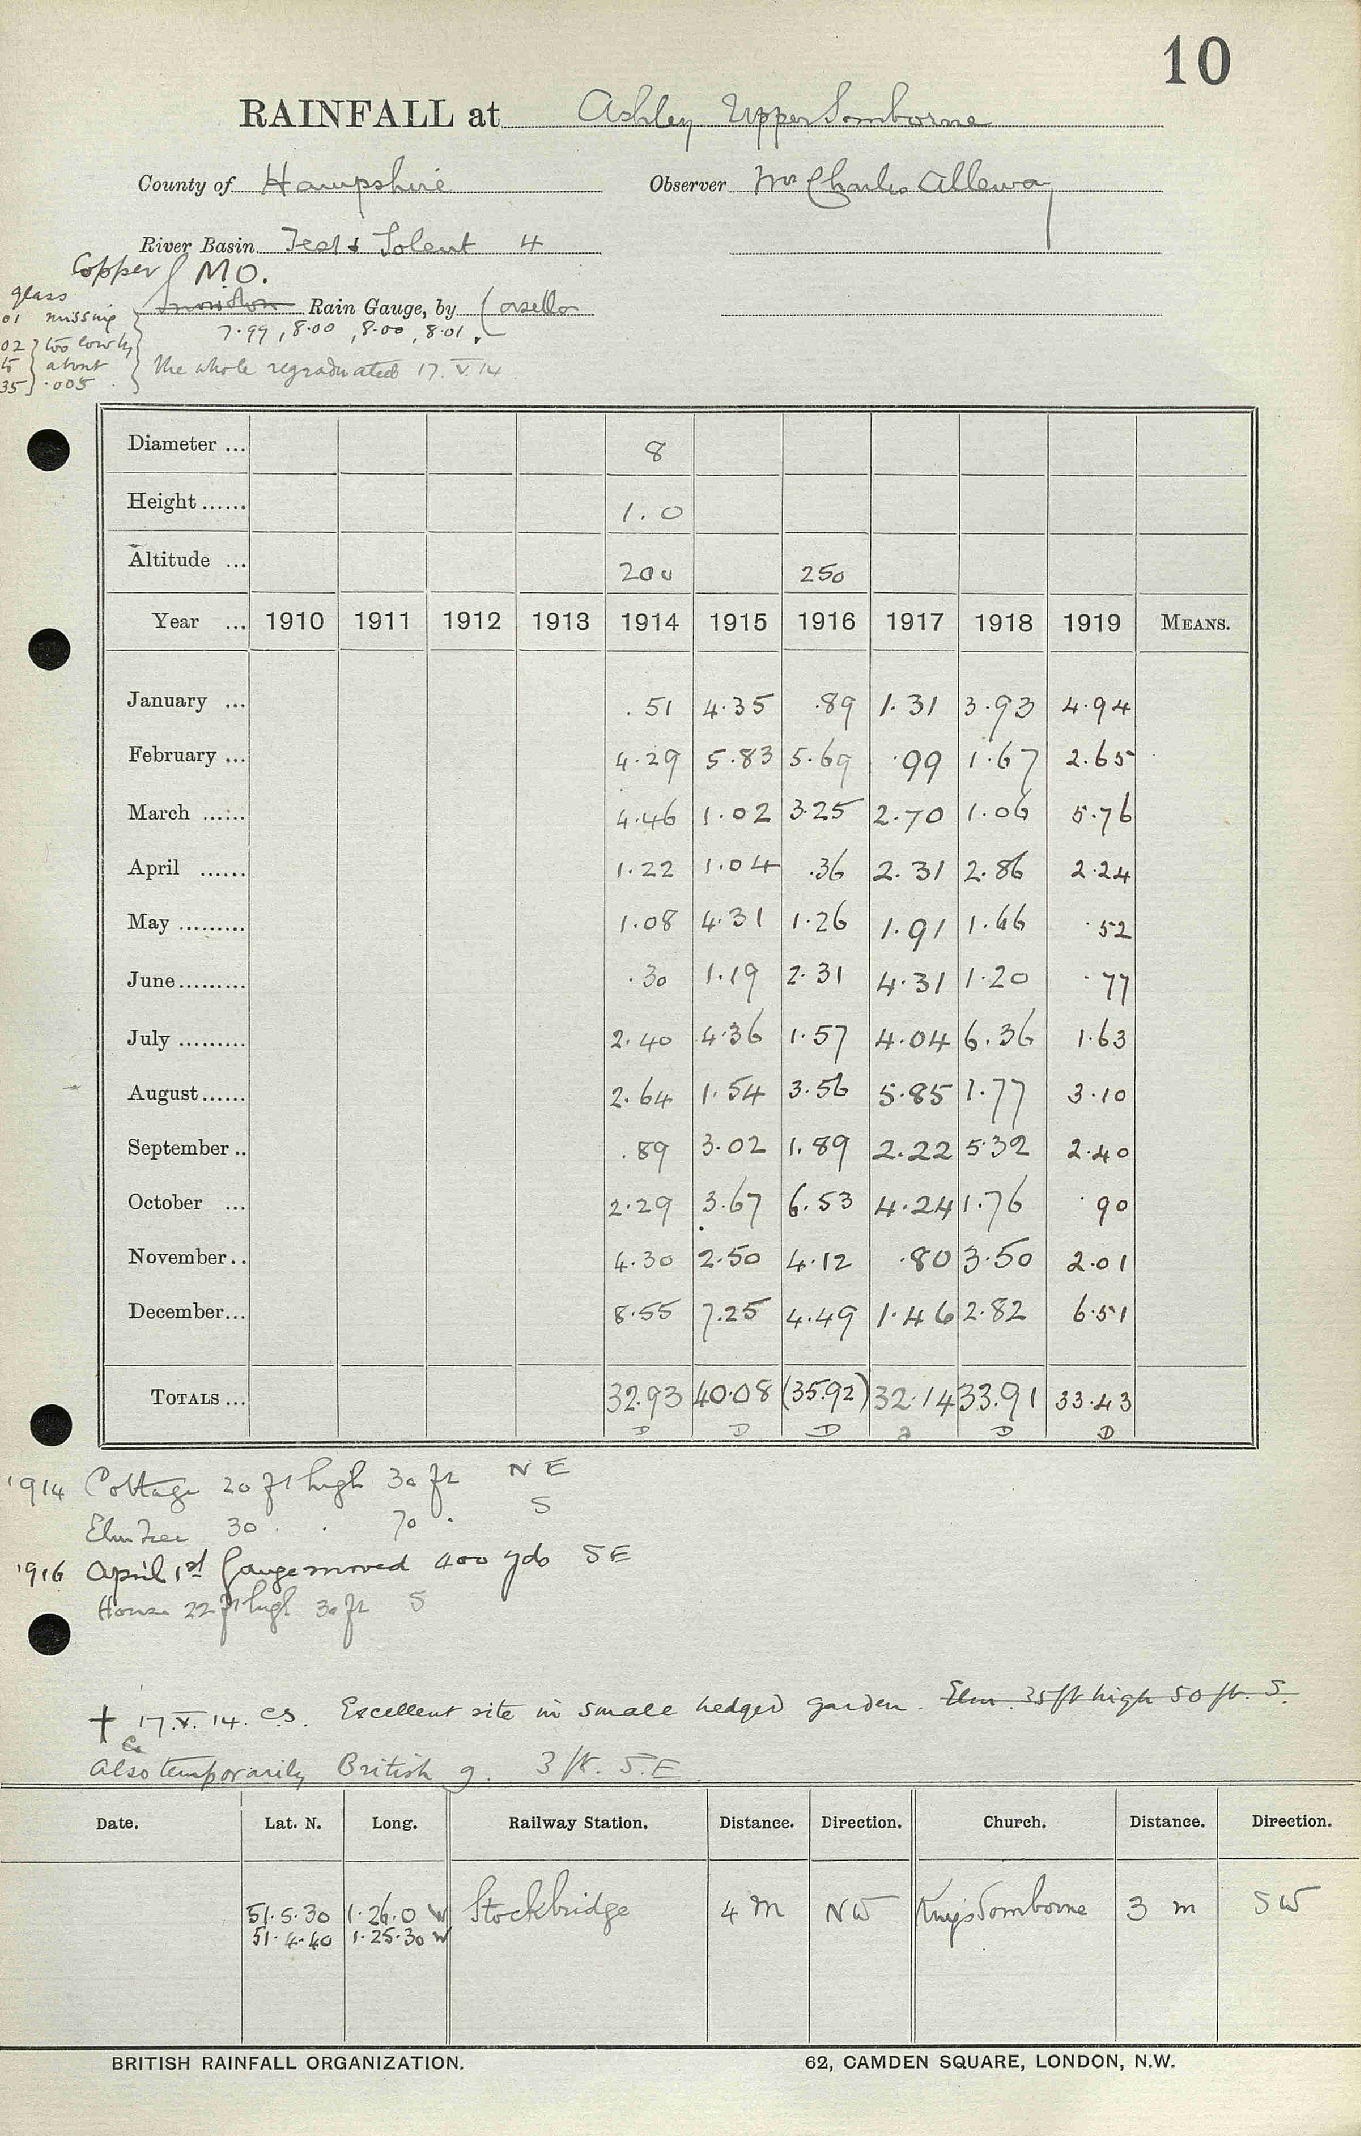 10
RAINFALL at Ashley Upper Somborne
County of Hampshire Observer Mr Charles Alleway
River Basin Test & Solent 4
Copper M.O.
glass
01 missing
Snowdon Rain Gauge, by Casella
7.99, 8.00, 8.00, 8.01.
02 too low by
about
35 .005
the whole regraduated 17.V.14
Diameter ... 8
Height ...... 1.0
Altitude ... 200 250
Year ... 1910 1911 1912 1913 1914 1915 1916 1917 1918 1919 MEANS.
January ... .51 4.35 .89 1.31 3.93 4.94
February ... 4.29 5.83 5.69 .99 1.67 2.65
March ...... 4.46 1.02 3.25 2.70 1.06 5.76
April ...... 1.22 1.04 .36 2.31 2.86 2.24
May ......... 1.08 4.31 1.26 1.91 1.66 .52
June......... .30 1.19 2.31 4.31 1.20 .77
July ......... 2.40 4.36 1.57 4.04 6.36 1.63
August...... 2.64 1.54 3.56 5.85 1.77 3.10
September .. .89 3.02 1.89 2.22 5.32 2.40
October ... 2.29 3.67 6.53 4.24 1.76 .90
November .. 4.30 2.50 4.12 .80 3.50 2.01
December... 8.55 7.25 4.49 1.46 2.82 6.51
TOTALS ... 32.93 40.08 (35.92) 32.14 33.91 33.43
D D D D D
1914 Cottage 20 ft high 30 ft NE
Elm Tree 30 . 70 . S
1916 April 1st Gauge moved 400 yds SE
House 22 ft high 30 ft S
† 17.V.14. CS. Excellent site in small hedged garden. Elm 35 ft high 50 ft. S.
Also temporarily British g. 3 ft. S.E
Date. Lat. N. Long. Railway Station. Distance. Direction. Church. Distance. Direction.
51.5.30 1.26.0 W Stockbridge 4 m NW Kings Somborne 3 m SW
51.4.40 1.25.30 W
BRITISH RAINFALL ORGANIZATION. 62, CAMDEN SQUARE, LONDON, N.W.